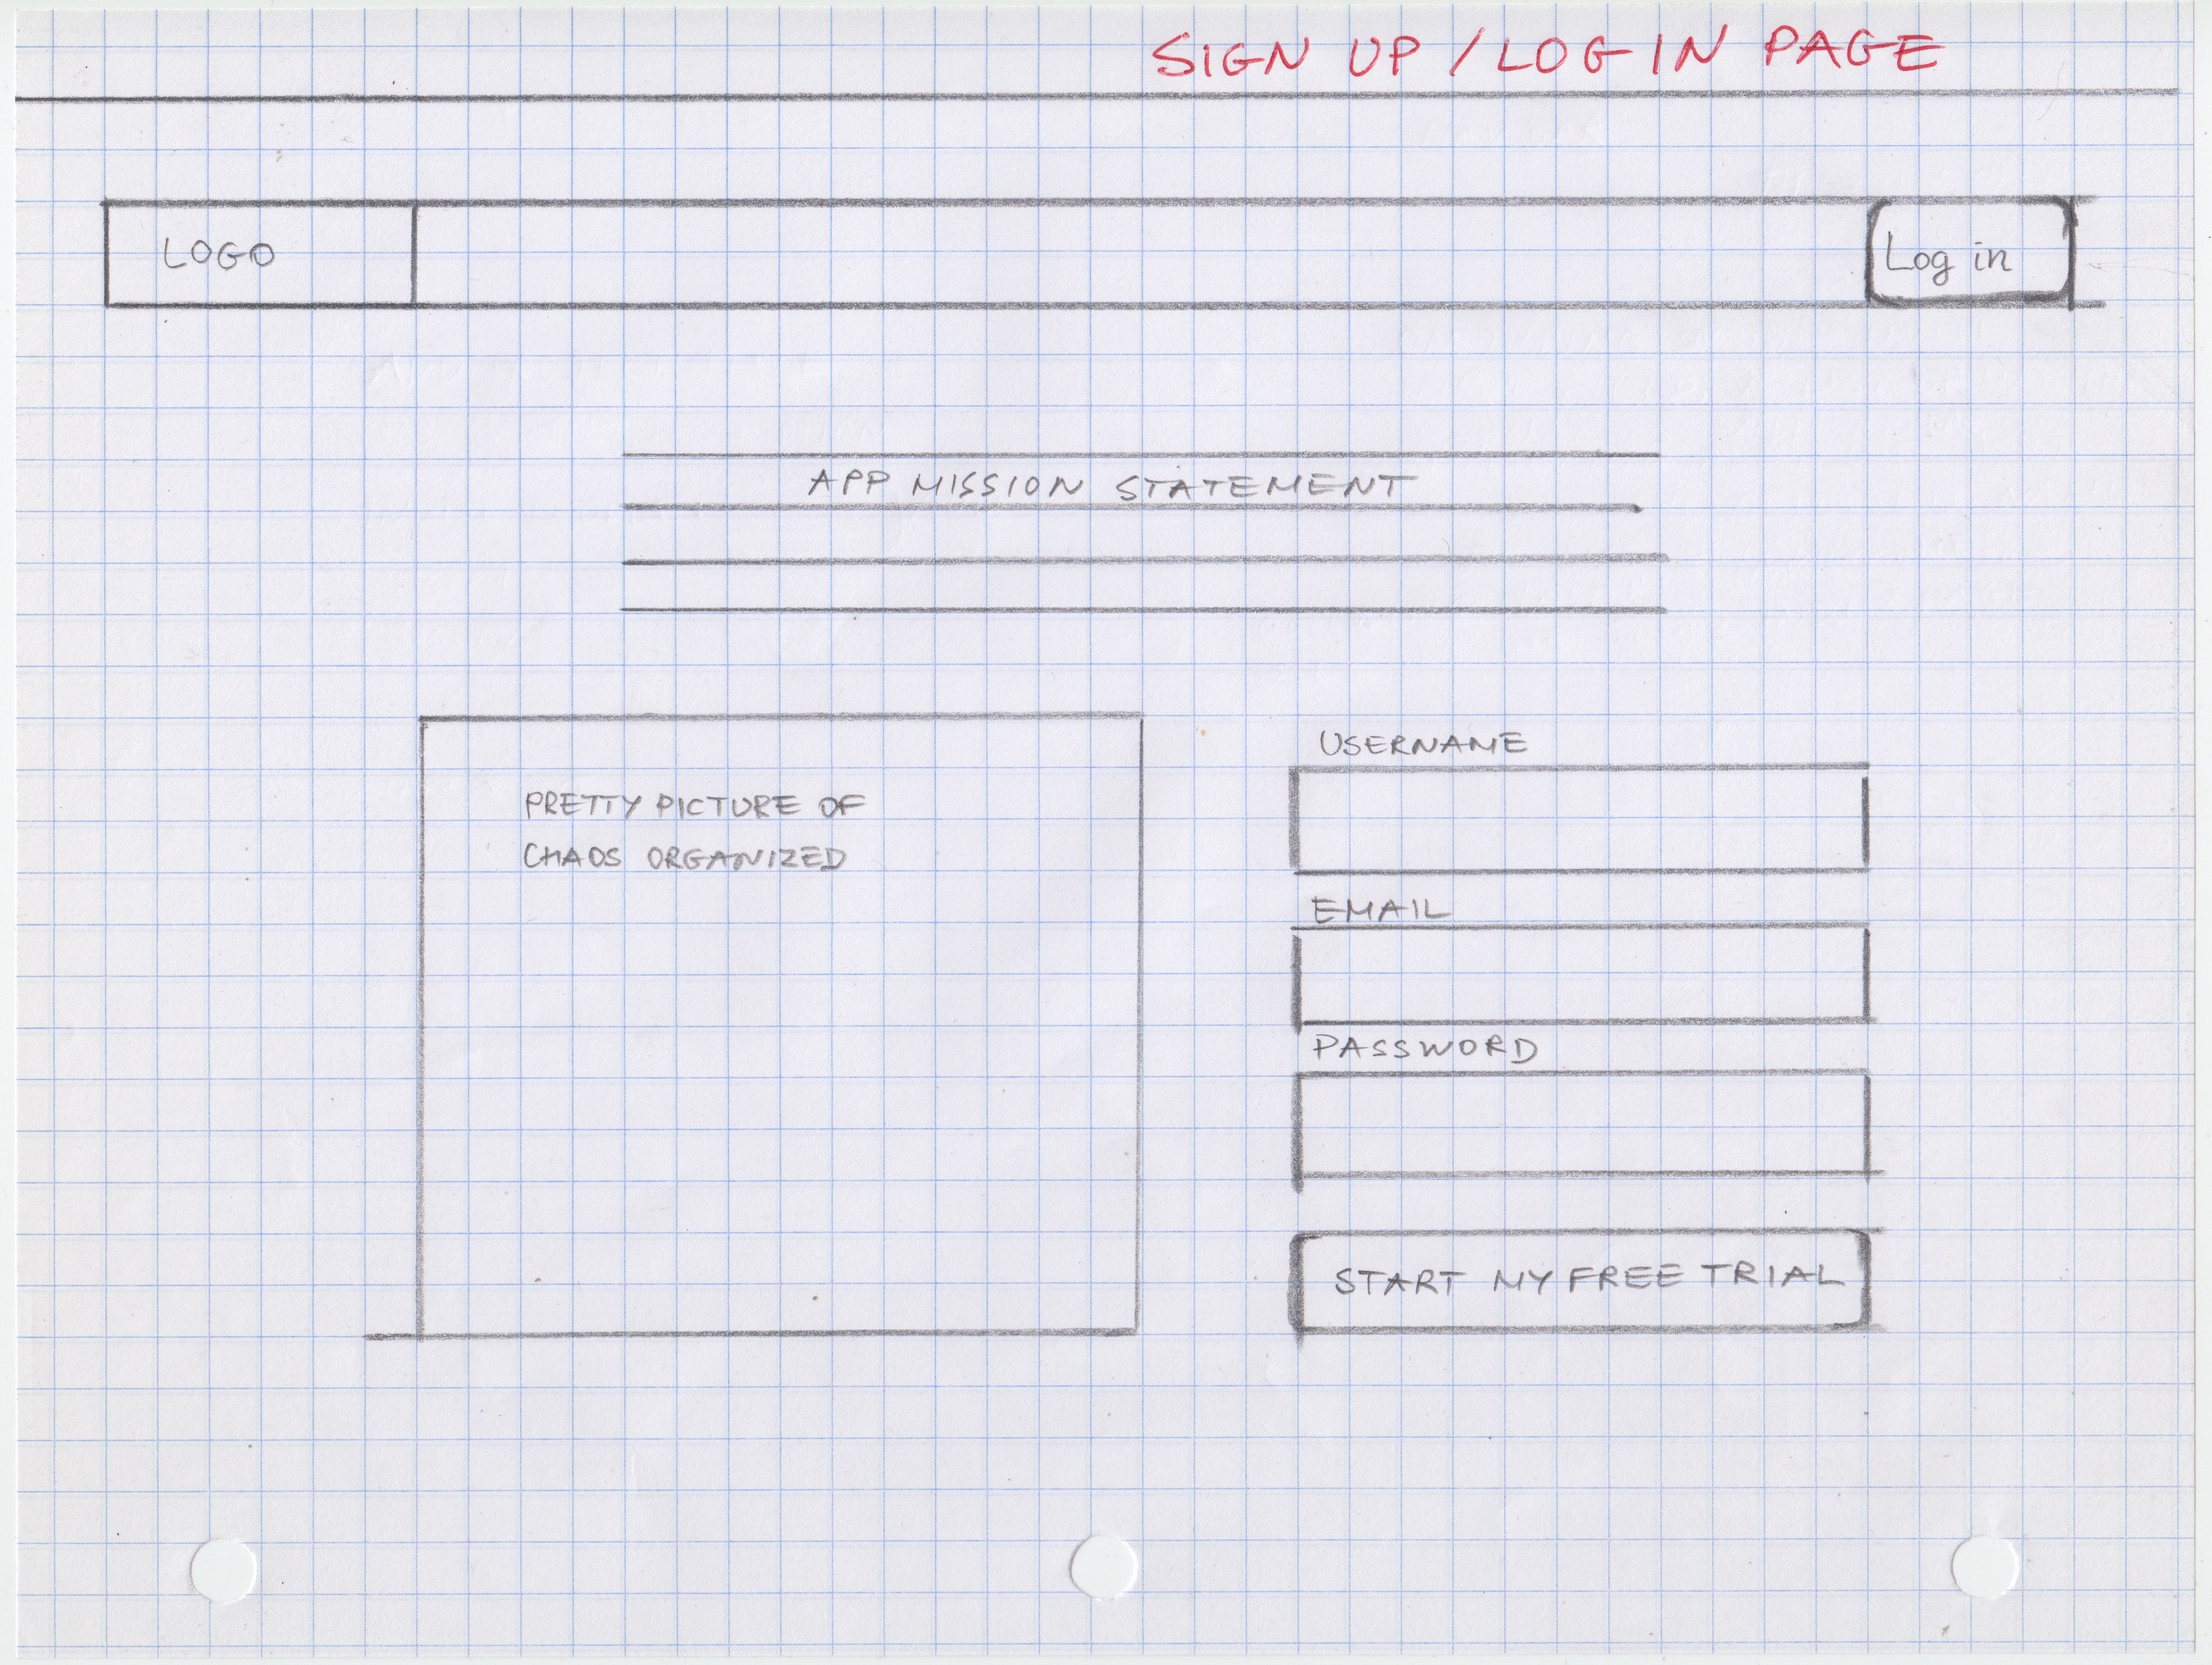 SIGN UP / LOG IN PAGE
LOGO
Log in
APP MISSION STATEMENT
PRETTY PICTURE OF
CHAOS ORGANIZED
USERNAME
EMAIL
PASSWORD
START MY FREE TRIAL